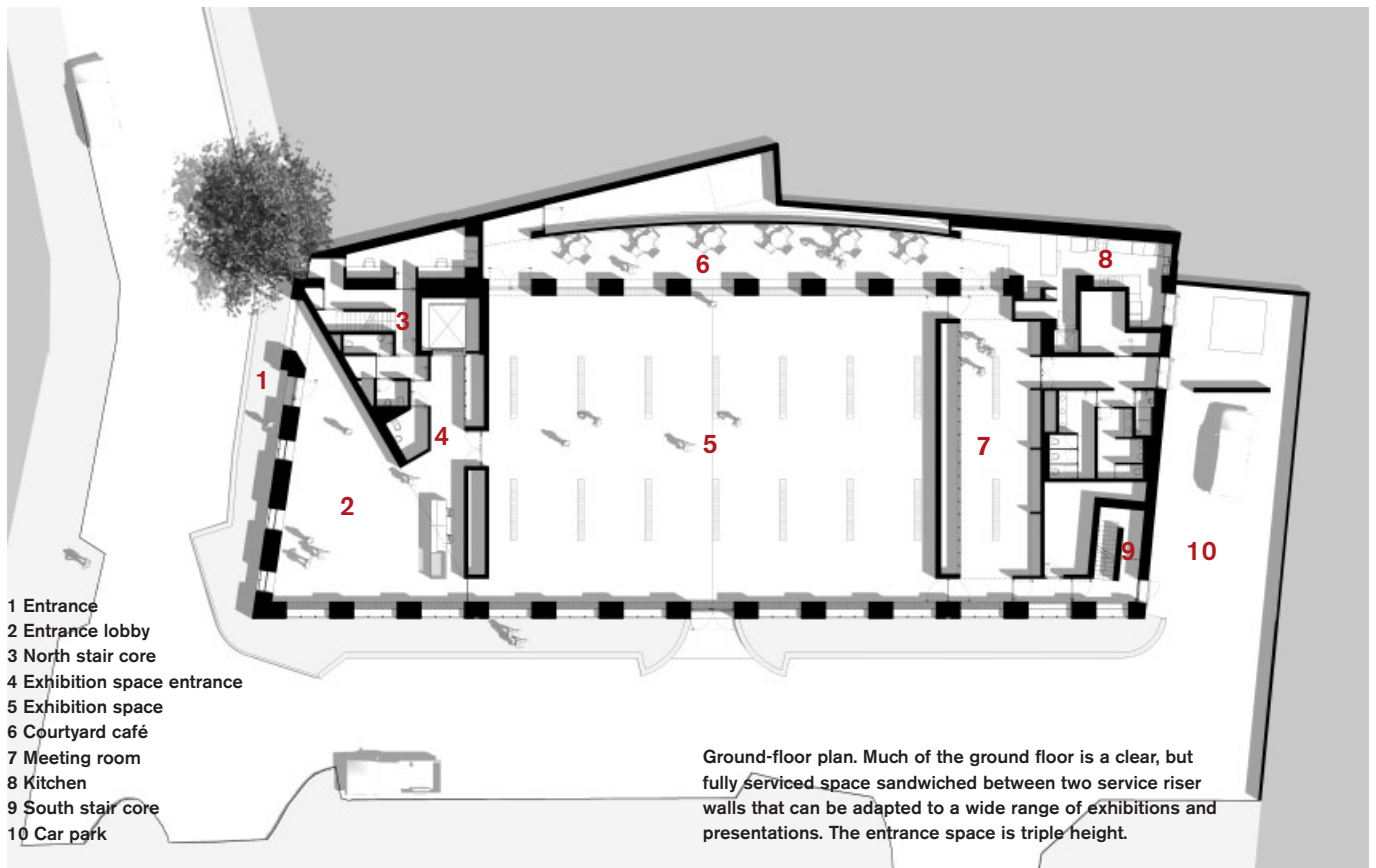 1
2
3
4
5
6
7
8
9
10
1 Entrance
2 Entrance lobby
3 North stair core
4 Exhibition space entrance
5 Exhibition space
6 Courtyard café
7 Meeting room
8 Kitchen
9 South stair core
10 Car park
Ground-floor plan. Much of the ground floor is a clear, but
fully serviced space sandwiched between two service riser
walls that can be adapted to a wide range of exhibitions and
presentations. The entrance space is triple height.